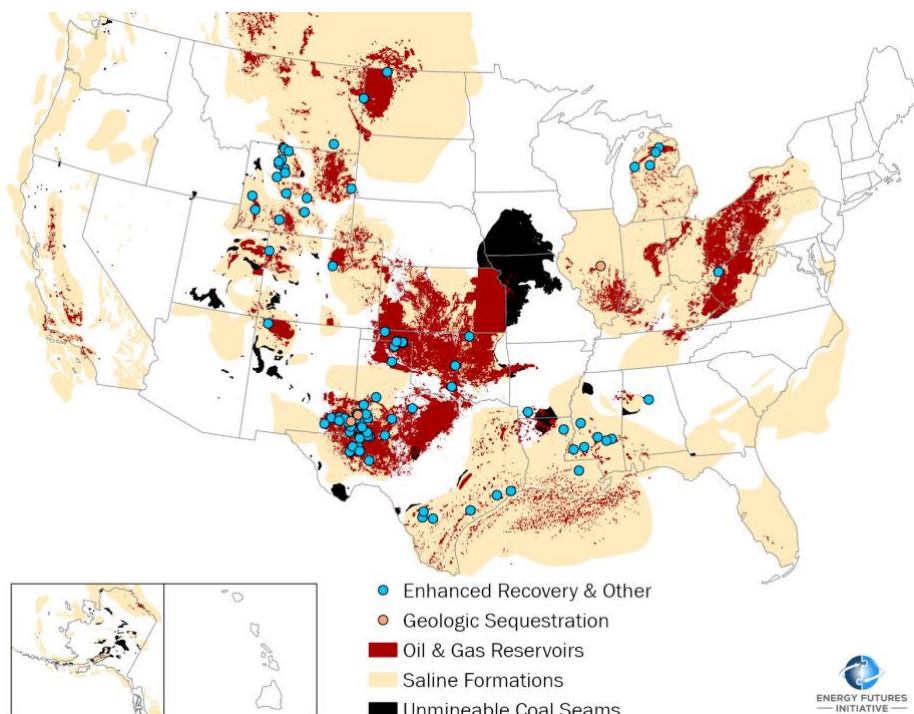 Enhanced Recovery & Other
Geologic Sequestration
Oil & Gas Reservoirs
Saline Formations
Unmineable Coal Seams
ENERGY FUTURES
INITIATIVE